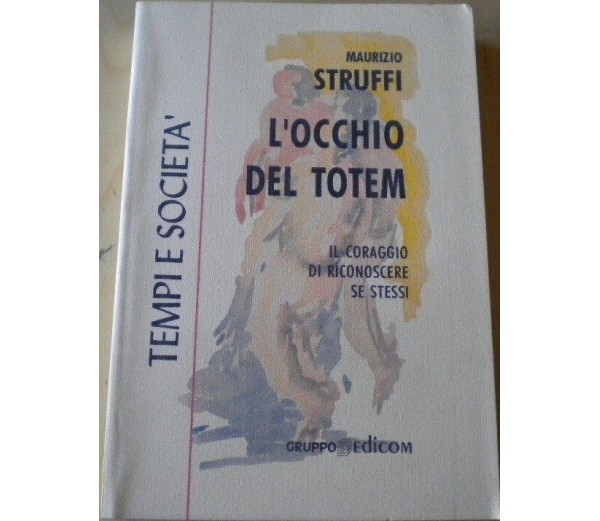 TEMPI E SOCIETA'
MAURIZIO
STRUFFI
L'OCCHIO
DEL TOTEM
IL CORAGGIO
DI RICONOSCERE
SE STESSI
GRUPPO EDICOM